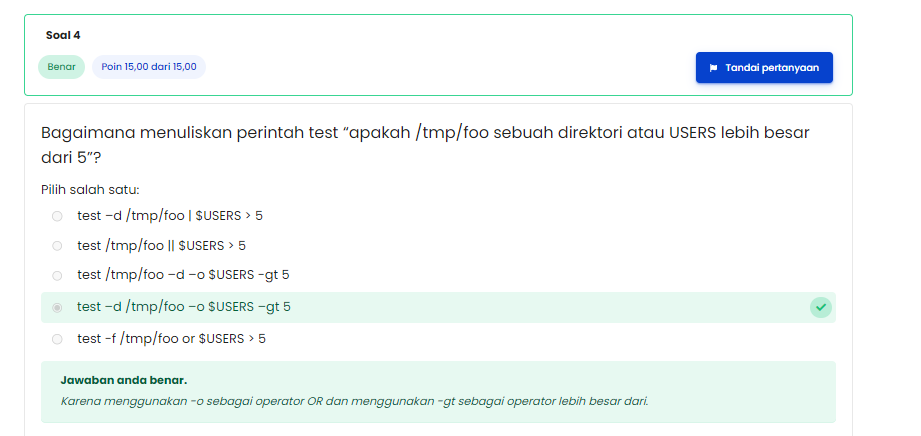 Soal 4
Benar
Poin 15,00 dari 15,00
Tandai pertanyaan
Bagaimana menuliskan perintah test “apakah /tmp/foo sebuah direktori atau USERS lebih besar
dari 5”?
Pilih salah satu:
test –d /tmp/foo | $USERS > 5
test /tmp/foo || $USERS > 5
test /tmp/foo –d –o $USERS -gt 5
test –d /tmp/foo –o $USERS –gt 5
test -f /tmp/foo or $USERS > 5
Jawaban anda benar.
Karena menggunakan -o sebagai operator OR dan menggunakan -gt sebagai operator lebih besar dari.